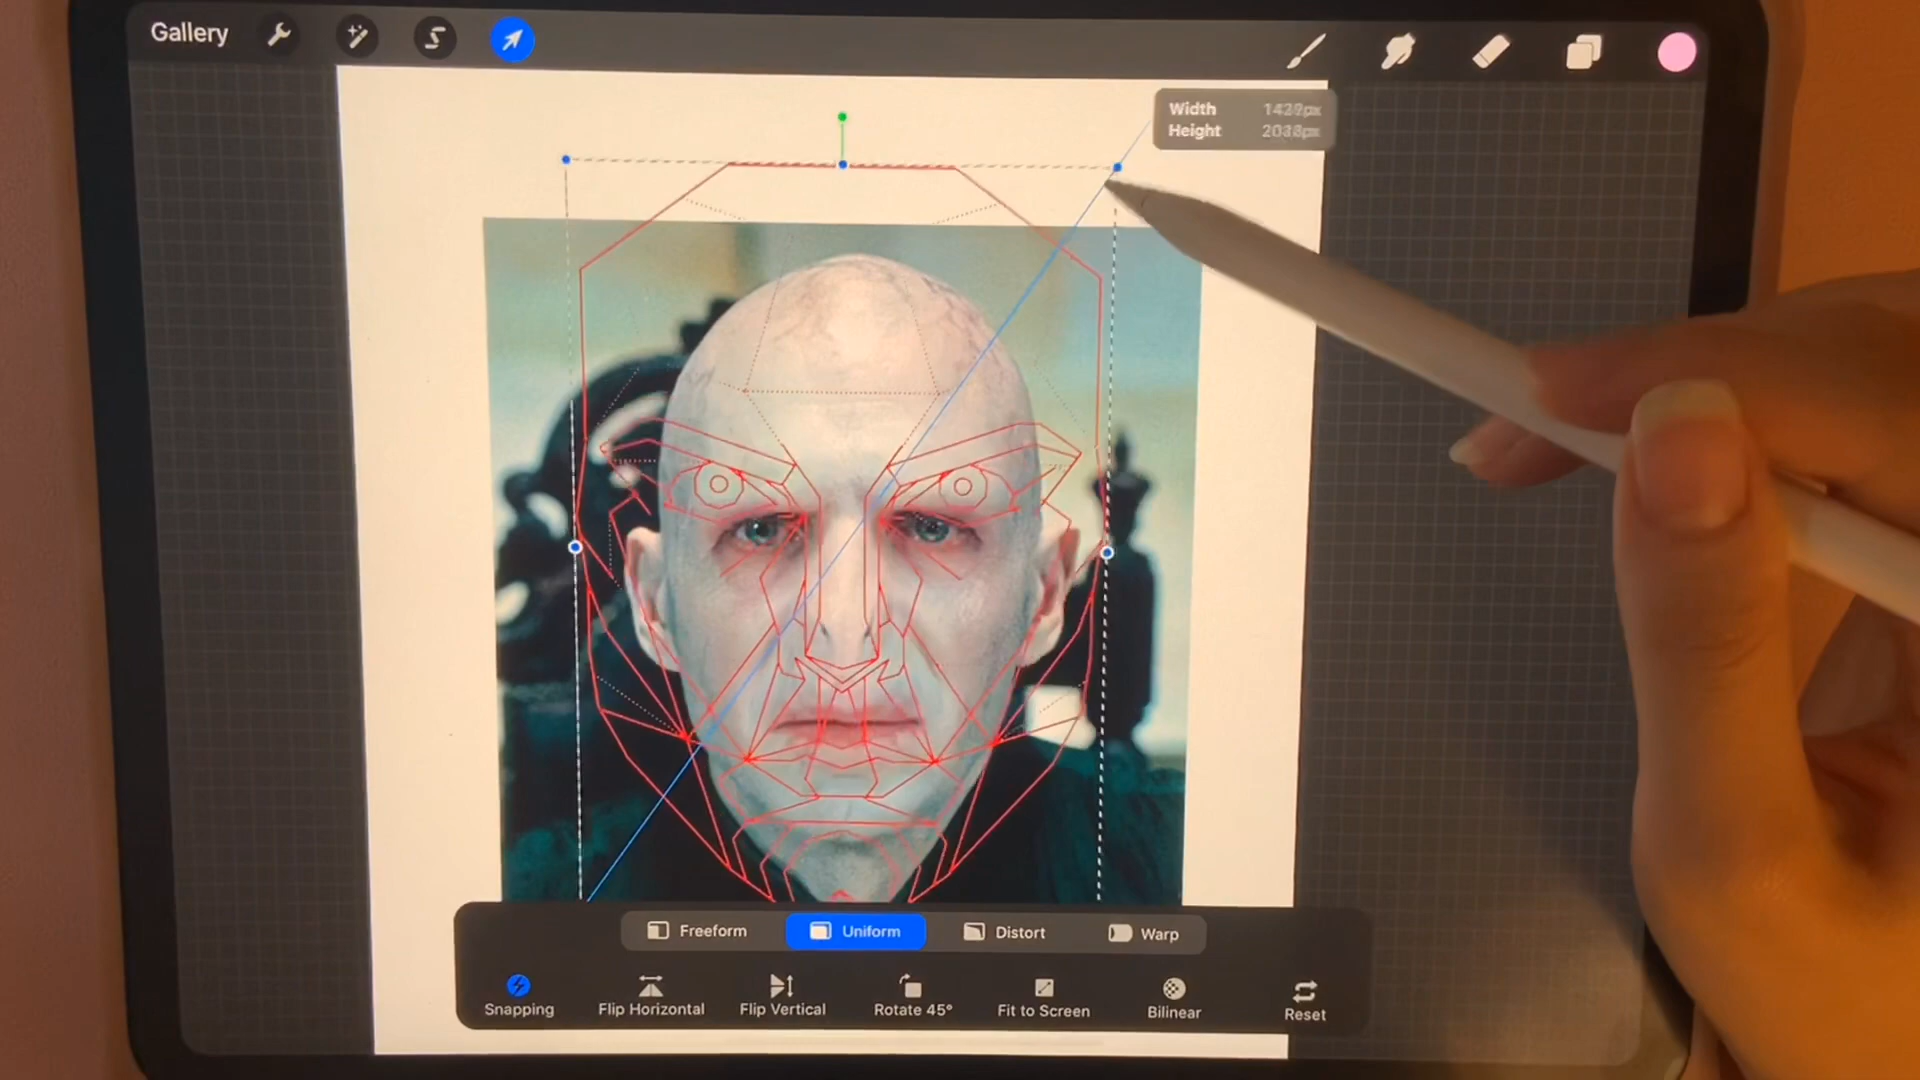 Gallery
Width
Height
Freeform
Uniform
Distort
Warp
Snapping
Flip Horizontal
Flip Vertical
Rotate 45°
Fit to Screen
Bilinear
Reset